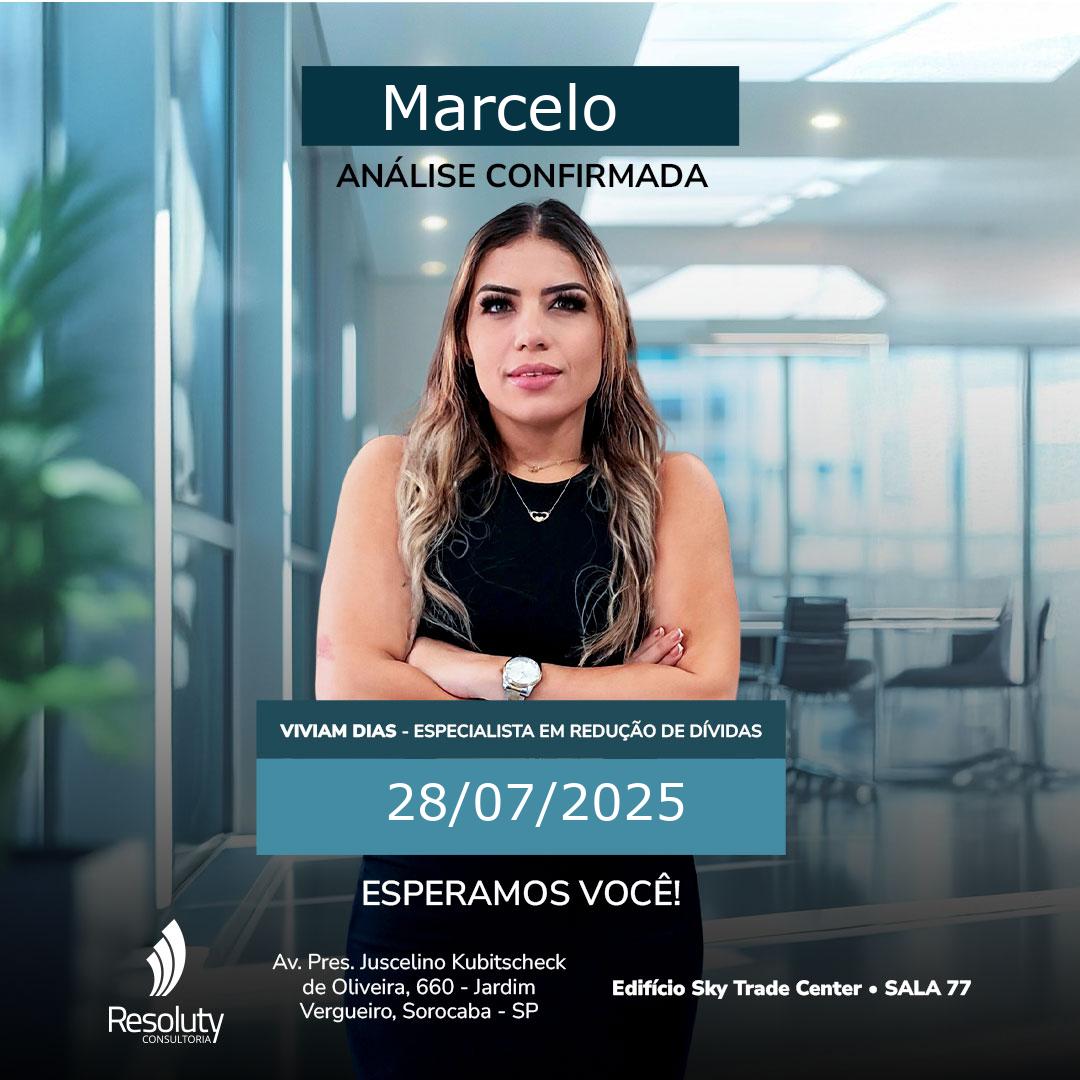 Marcelo
ANÁLISE CONFIRMADA
VIVIAM DIAS - ESPECIALISTA EM REDUÇÃO DE DÍVIDAS
28/07/2025
ESPERAMOS VOCÊ!
Av. Pres. Juscelino Kubitscheck
de Oliveira, 660 - Jardim
Vergueiro, Sorocaba - SP
Edifício Sky Trade Center • SALA 77
Resoluty
CONSULTORIA